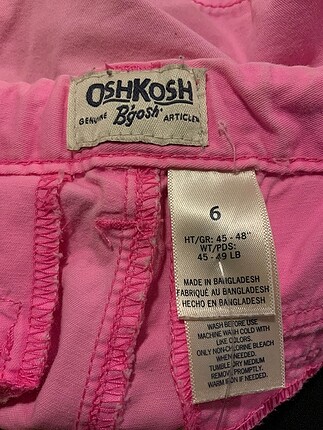 OSHKOSH
GENUINE B'gosh ARTICLES
6
HT/GR: 45 - 48"
WT/PDS:
45 - 49 LB
MADE IN BANGLADESH
FABRIQUÉ AU BANGLADESH
HECHO EN BANGLADESH
WASH BEFORE USE
MACHINE WASH COLD WITH
LIKE COLORS.
ONLY NON-CHLORINE BLEACH
WHEN NEEDED.
TUMBLE DRY MEDIUM
REMOVE PROMPTLY.
WARM IRON IF NEEDED.